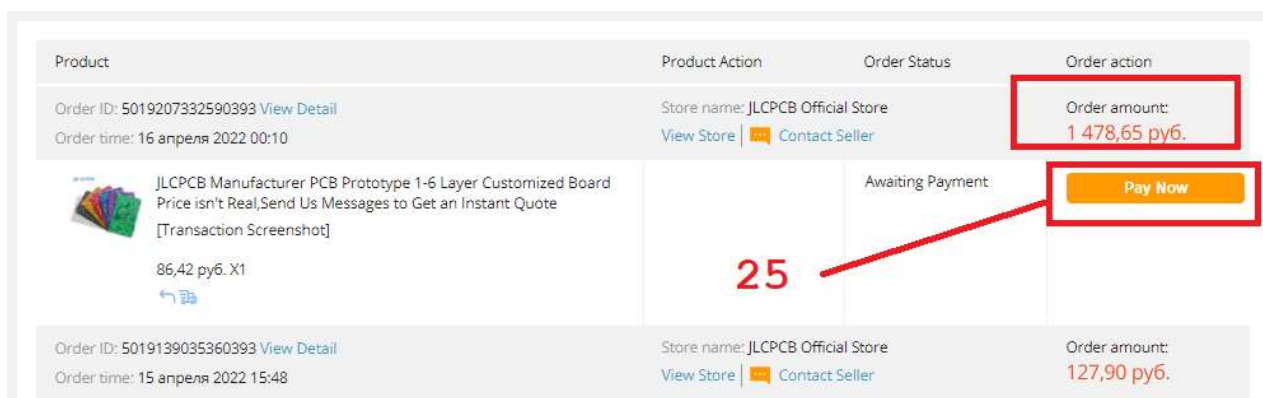 Product Product Action Order Status Order action
Order ID: 5019207332590393 View Detail Store name: JLCPCB Official Store Order amount:
Order time: 16 апреля 2022 00:10 View Store | Contact Seller 1 478,65 руб.
JLCPCB Manufacturer PCB Prototype 1-6 Layer Customized Board Awaiting Payment Pay Now
Price isn't Real,Send Us Messages to Get an Instant Quote
[Transaction Screenshot]
86,42 руб. X1
25
Order ID: 5019139035360393 View Detail Store name: JLCPCB Official Store Order amount:
Order time: 15 апреля 2022 15:48 View Store | Contact Seller 127,90 руб.